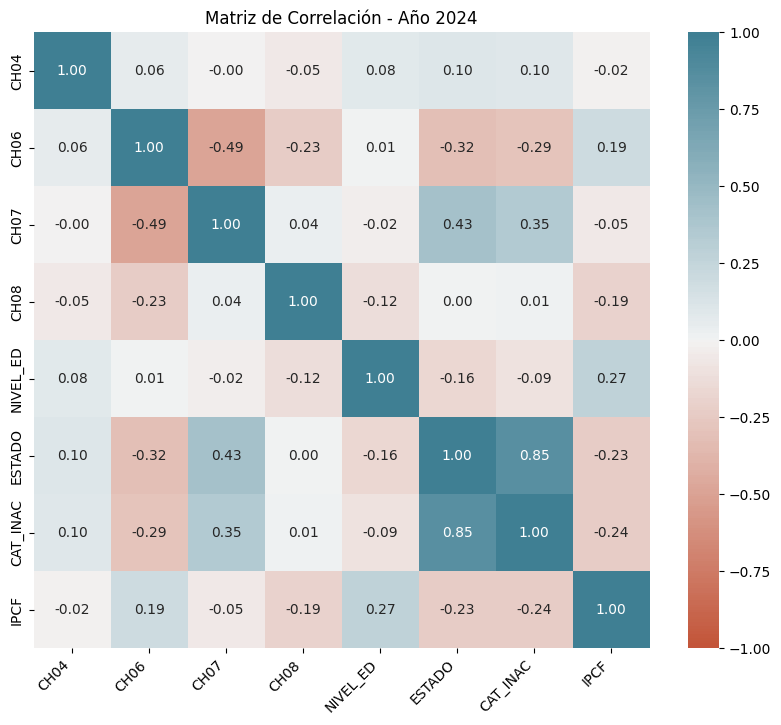 Matriz de Correlación - Año 2024
CH04 1.00 0.06 -0.00 -0.05 0.08 0.10 0.10 -0.02
CH06 0.06 1.00 -0.49 -0.23 0.01 -0.32 -0.29 0.19
CH07 -0.00 -0.49 1.00 0.04 -0.02 0.43 0.35 -0.05
CH08 -0.05 -0.23 0.04 1.00 -0.12 0.00 0.01 -0.19
NIVEL_ED 0.08 0.01 -0.02 -0.12 1.00 -0.16 -0.09 0.27
ESTADO 0.10 -0.32 0.43 0.00 -0.16 1.00 0.85 -0.23
CAT_INAC 0.10 -0.29 0.35 0.01 -0.09 0.85 1.00 -0.24
IPCF -0.02 0.19 -0.05 -0.19 0.27 -0.23 -0.24 1.00
CH04 CH06 CH07 CH08 NIVEL_ED ESTADO CAT_INAC IPCF
1.00
0.75
0.50
0.25
0.00
−0.25
−0.50
−0.75
−1.00